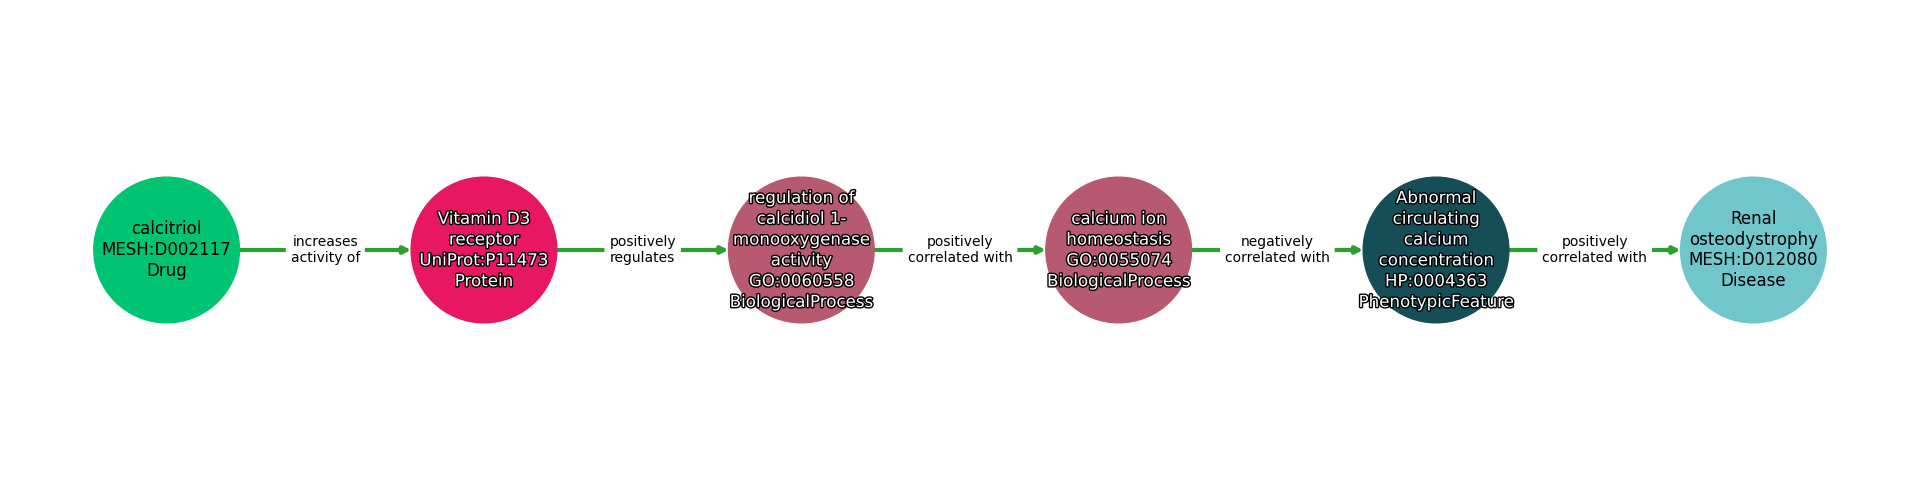 calcitriol
MESH:D002117
Drug
increases
activity of
Vitamin D3
receptor
UniProt:P11473
Protein
positively
regulates
regulation of
calcidiol 1-
monooxygenase
activity
GO:0060558
BiologicalProcess
positively
correlated with
calcium ion
homeostasis
GO:0055074
BiologicalProcess
negatively
correlated with
Abnormal
circulating
calcium
concentration
HP:0004363
PhenotypicFeature
positively
correlated with
Renal
osteodystrophy
MESH:D012080
Disease